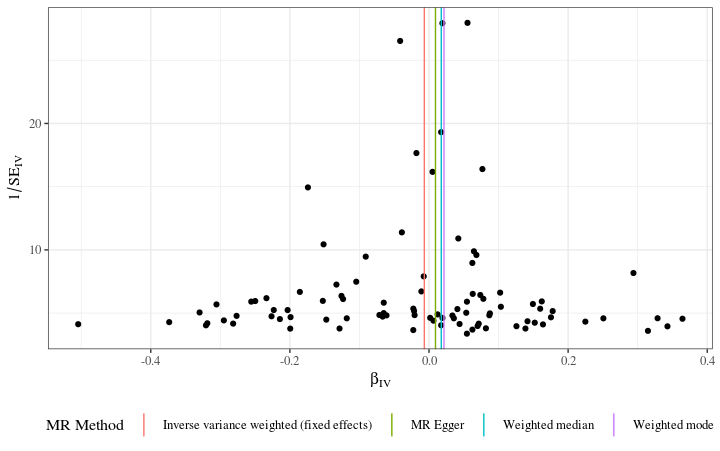 20
10
1/SE_IV
-0.4 -0.2 0.0 0.2 0.4
β_IV
MR Method Inverse variance weighted (fixed effects) MR Egger Weighted median Weighted mode